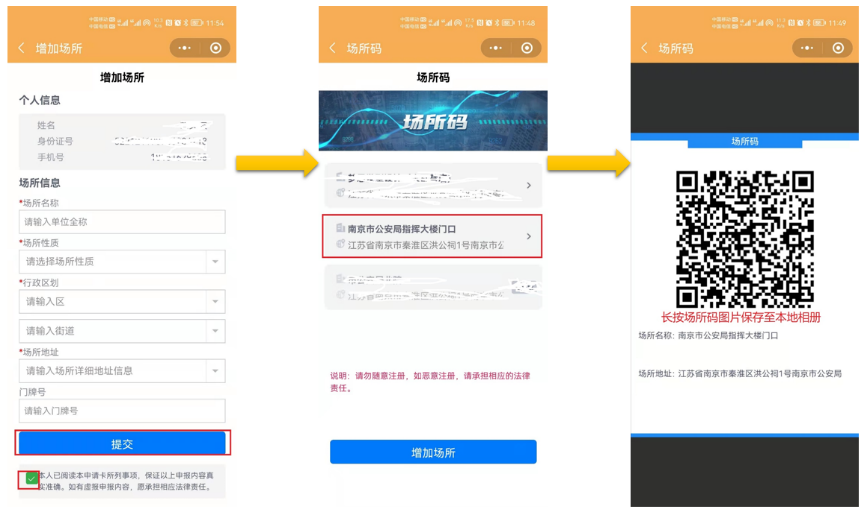 11:54
增加场所
增加场所
个人信息
姓名
身份证号
手机号
场所信息
*场所名称
请输入单位全称
*场所性质
请选择场所性质
*行政区划
请输入区
请输入街道
*场所地址
请输入场所详细地址信息
门牌号
请输入门牌号
提交
本人已阅读本申请卡所列事项，保证以上申报内容真
实准确。如有虚报申报内容，愿承担相应法律责任。
11:48
场所码
场所码
场所码
南京市公安局指挥大楼门口
江苏省南京市秦淮区洪公祠1号南京市公
说明：请勿随意注册，如恶意注册，请承担相应的法律
责任。
增加场所
11:49
场所码
场所码
长按场所码图片保存至本地相册
场所名称：南京市公安局指挥大楼门口
场所地址：江苏省南京市秦淮区洪公祠1号南京市公安局